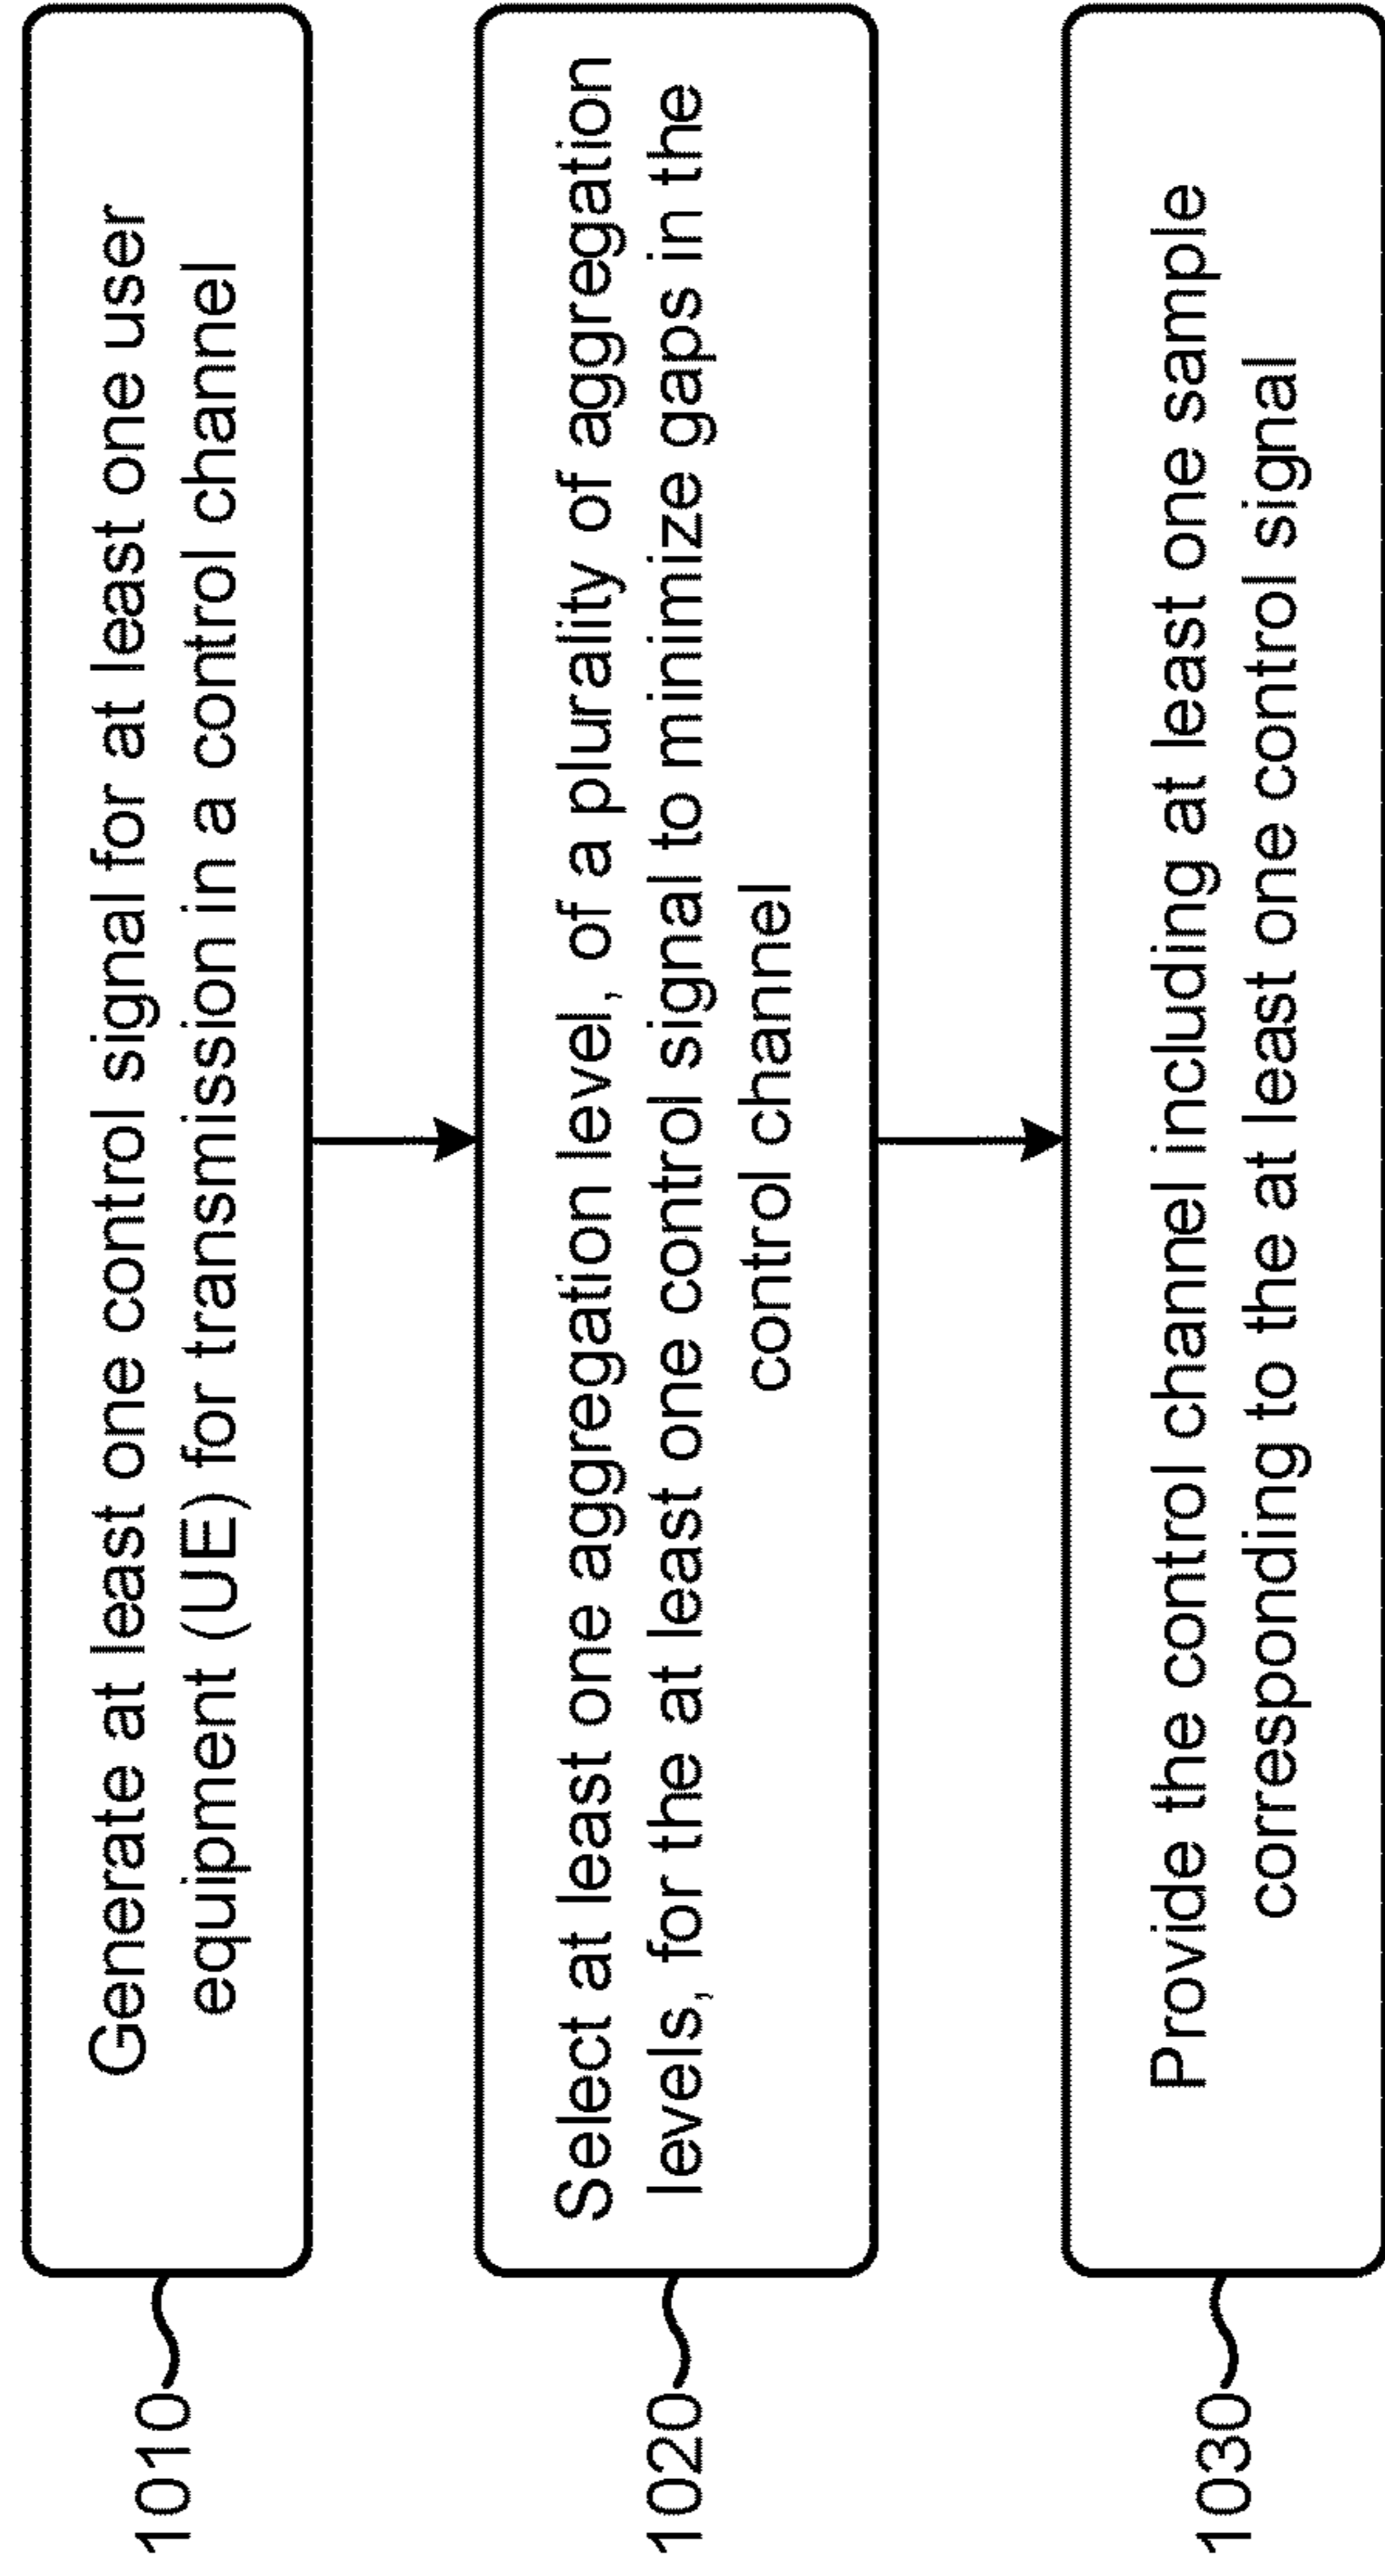 1010
Generate at least one control signal for at least one user
equipment (UE) for transmission in a control channel
1020
Select at least one aggregation level, of a plurality of aggregation
levels, for the at least one control signal to minimize gaps in the
control channel
1030
Provide the control channel including at least one sample
corresponding to the at least one control signal